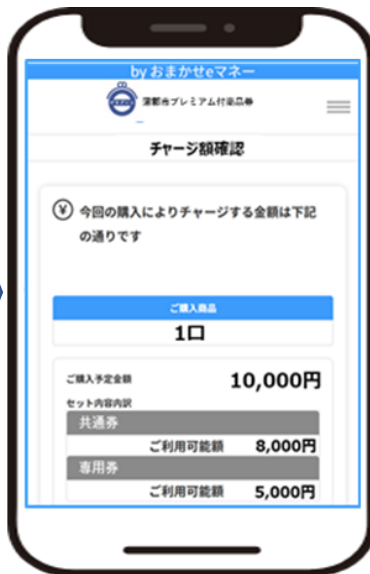 by おまかせeマネー
蒲郡市プレミアム付商品券
チャージ額確認
¥ 今回の購入によりチャージする金額は下記
の通りです
ご購入商品
1口
ご購入予定金額 10,000円
セット内容内訳
共通券
ご利用可能額 8,000円
専用券
ご利用可能額 5,000円